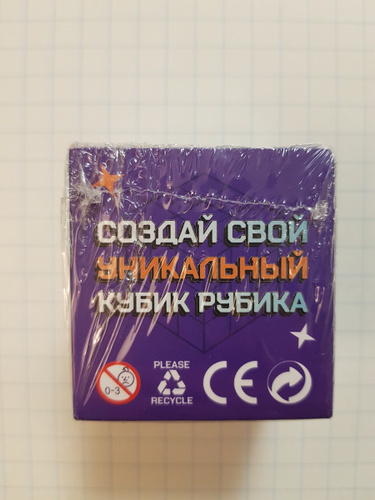 СОЗДАЙ СВОЙ
УНИКАЛЬНЫЙ
КУБИК РУБИКА
0-3
PLEASE
RECYCLE
CE